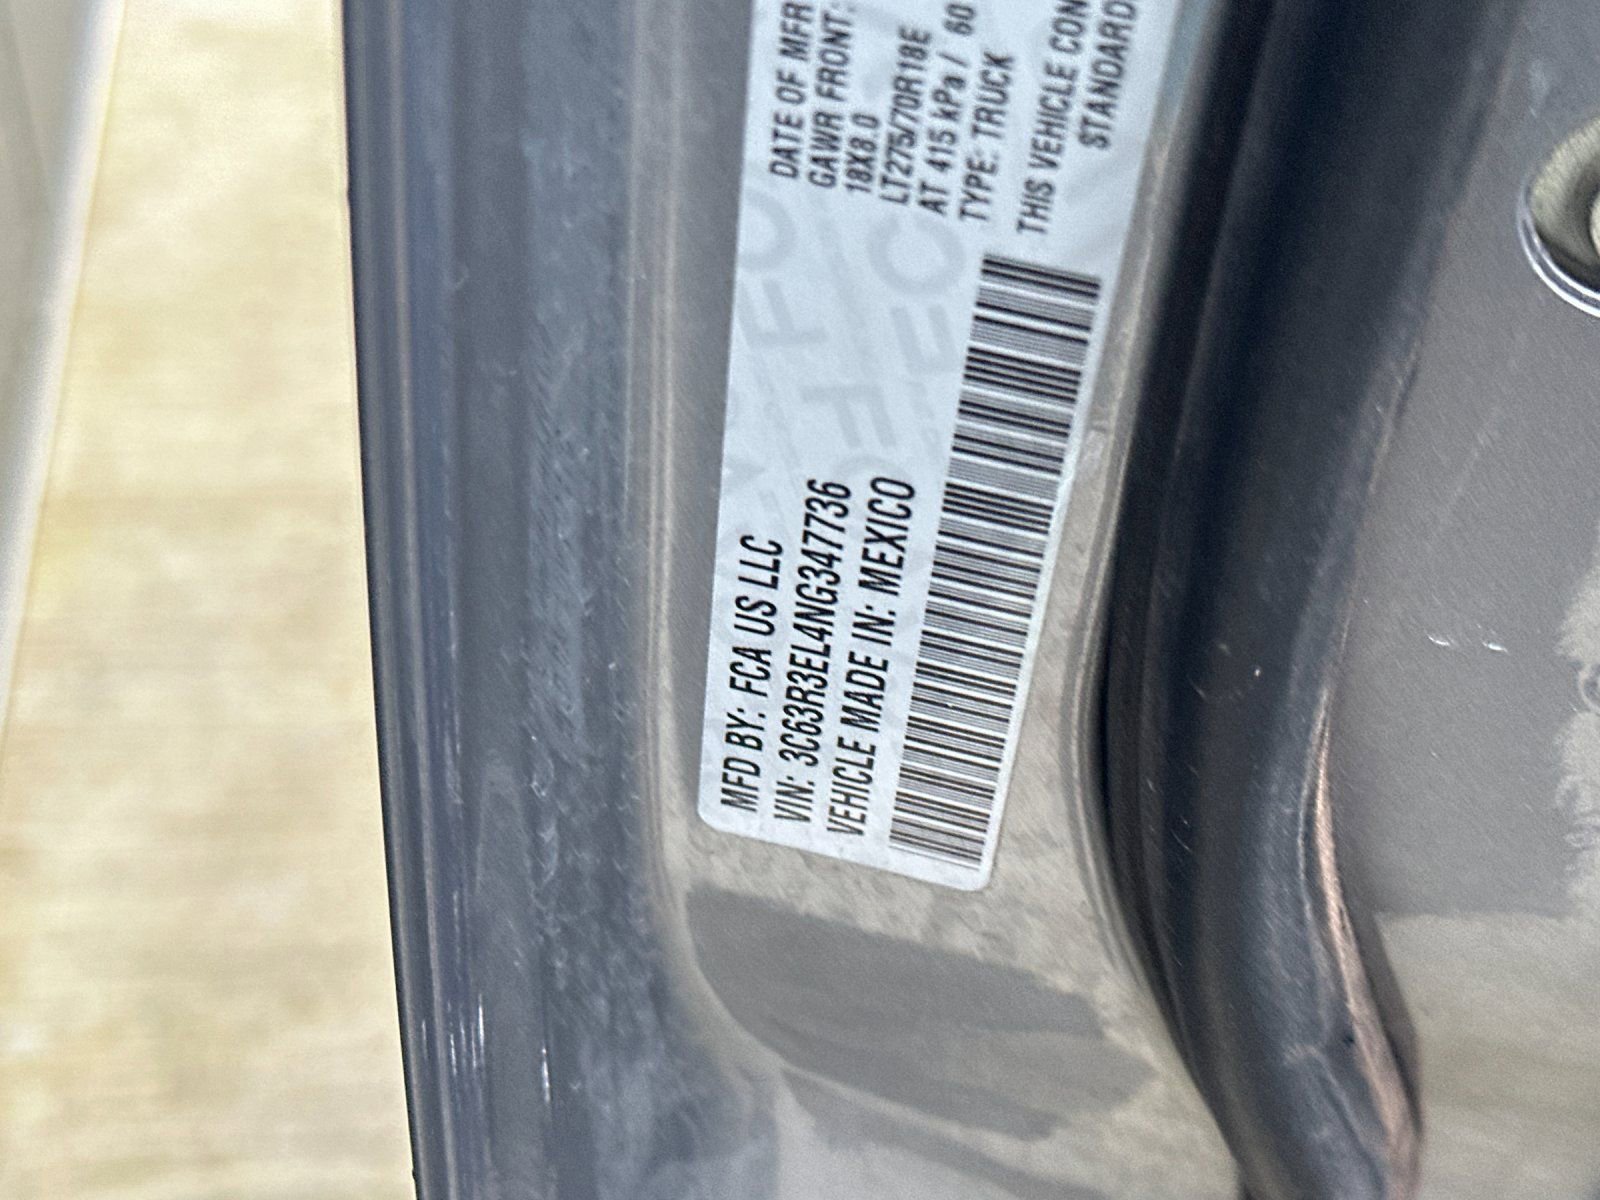 MFD BY: FCA US LLC
VIN: 3C63R3EL4NG347736
VEHICLE MADE IN: MEXICO
DATE OF MFR
GAWR FRONT:
18X8.0
LT275/70R18E
AT 415 kPa / 60
TYPE: TRUCK
THIS VEHICLE CON
STANDARD